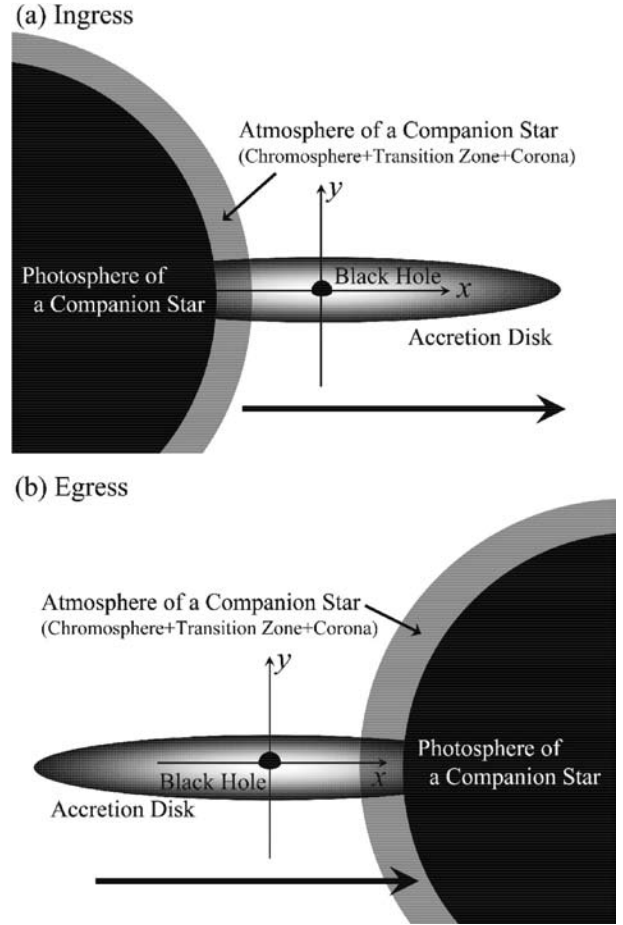 (a) Ingress
Atmosphere of a Companion Star
(Chromosphere+Transition Zone+Corona)
y
Photosphere of
a Companion Star
Black Hole
x
Accretion Disk
(b) Egress
Atmosphere of a Companion Star
(Chromosphere+Transition Zone+Corona)
y
Photosphere of
a Companion Star
x
Black Hole
Accretion Disk